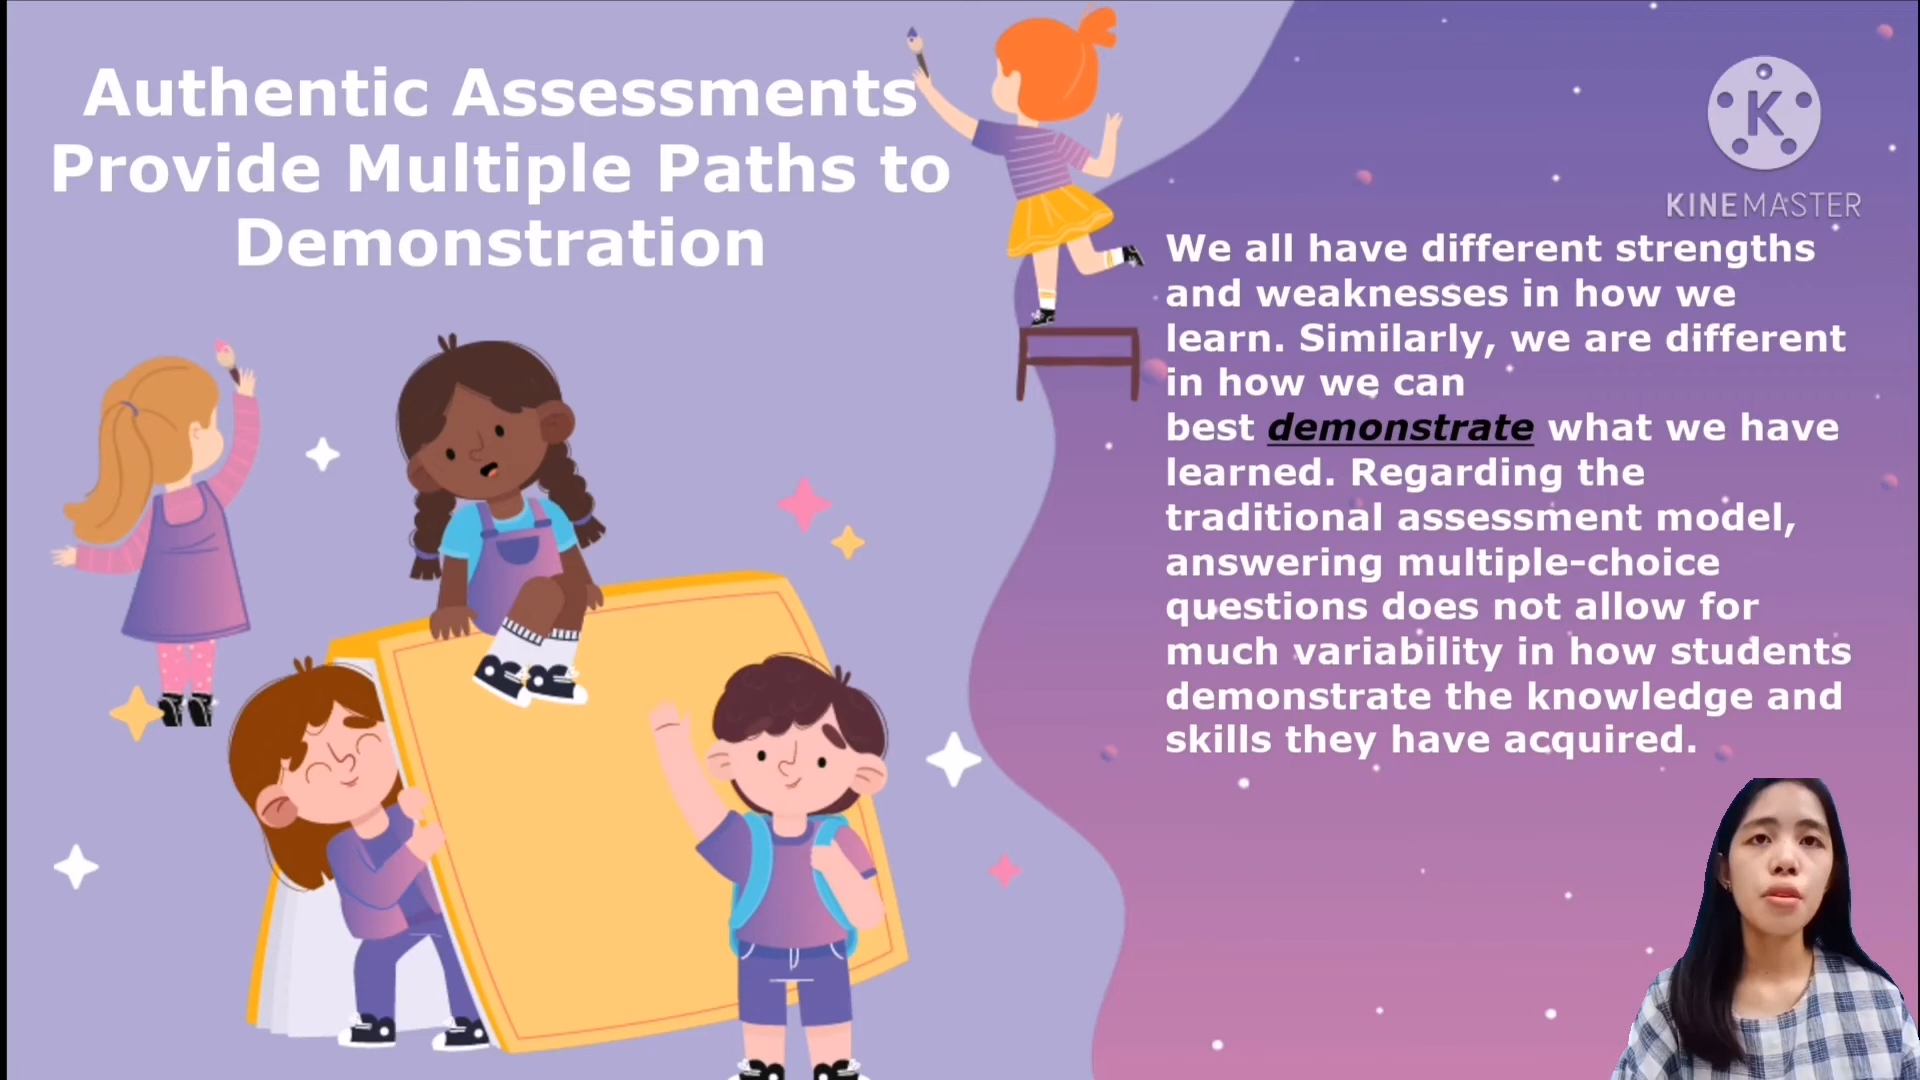 Authentic Assessments
Provide Multiple Paths to
Demonstration
K
KINEMASTER
We all have different strengths
and weaknesses in how we
learn. Similarly, we are different
in how we can
best demonstrate what we have
learned. Regarding the
traditional assessment model,
answering multiple-choice
questions does not allow for
much variability in how students
demonstrate the knowledge and
skills they have acquired.